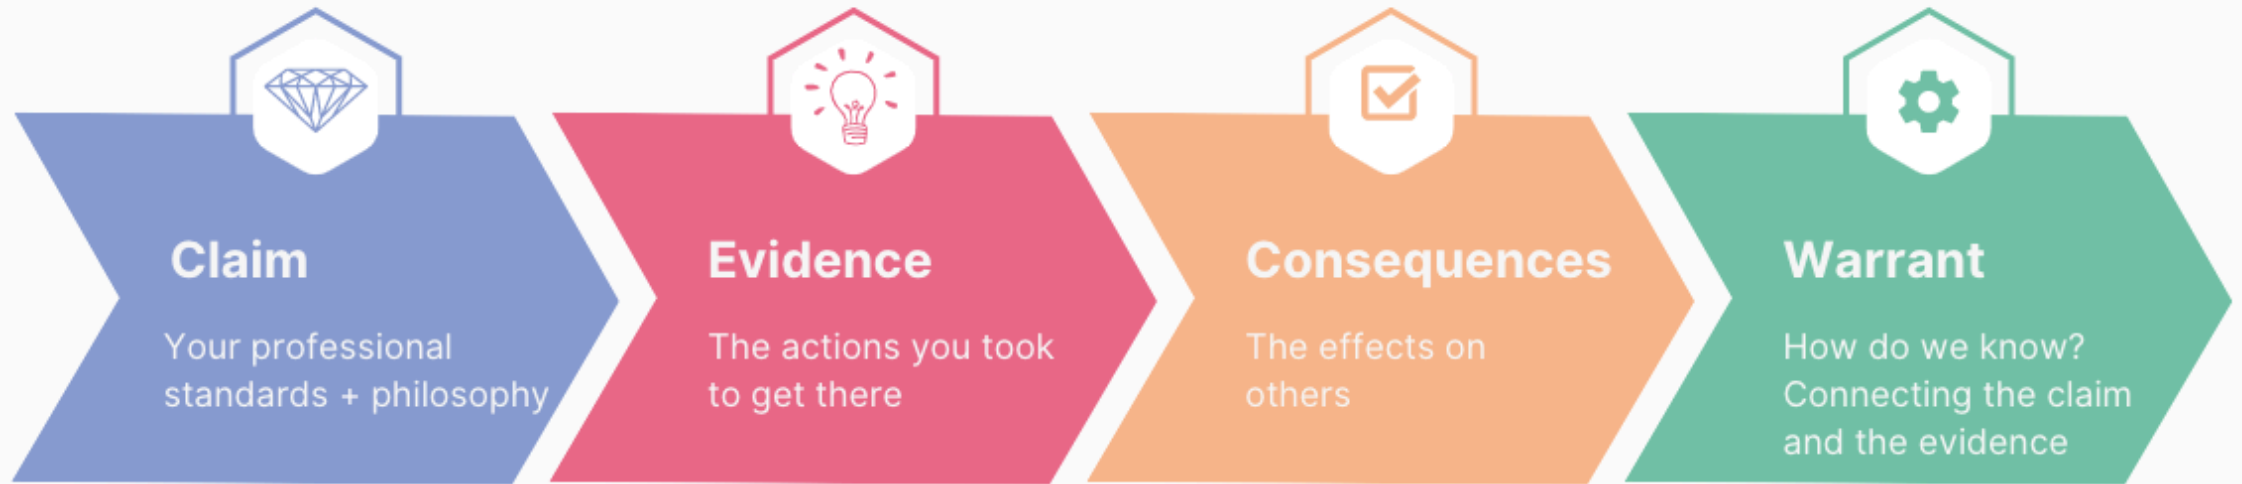 Claim
Your professional
standards + philosophy
Evidence
The actions you took
to get there
Consequences
The effects on
others
Warrant
How do we know?
Connecting the claim
and the evidence